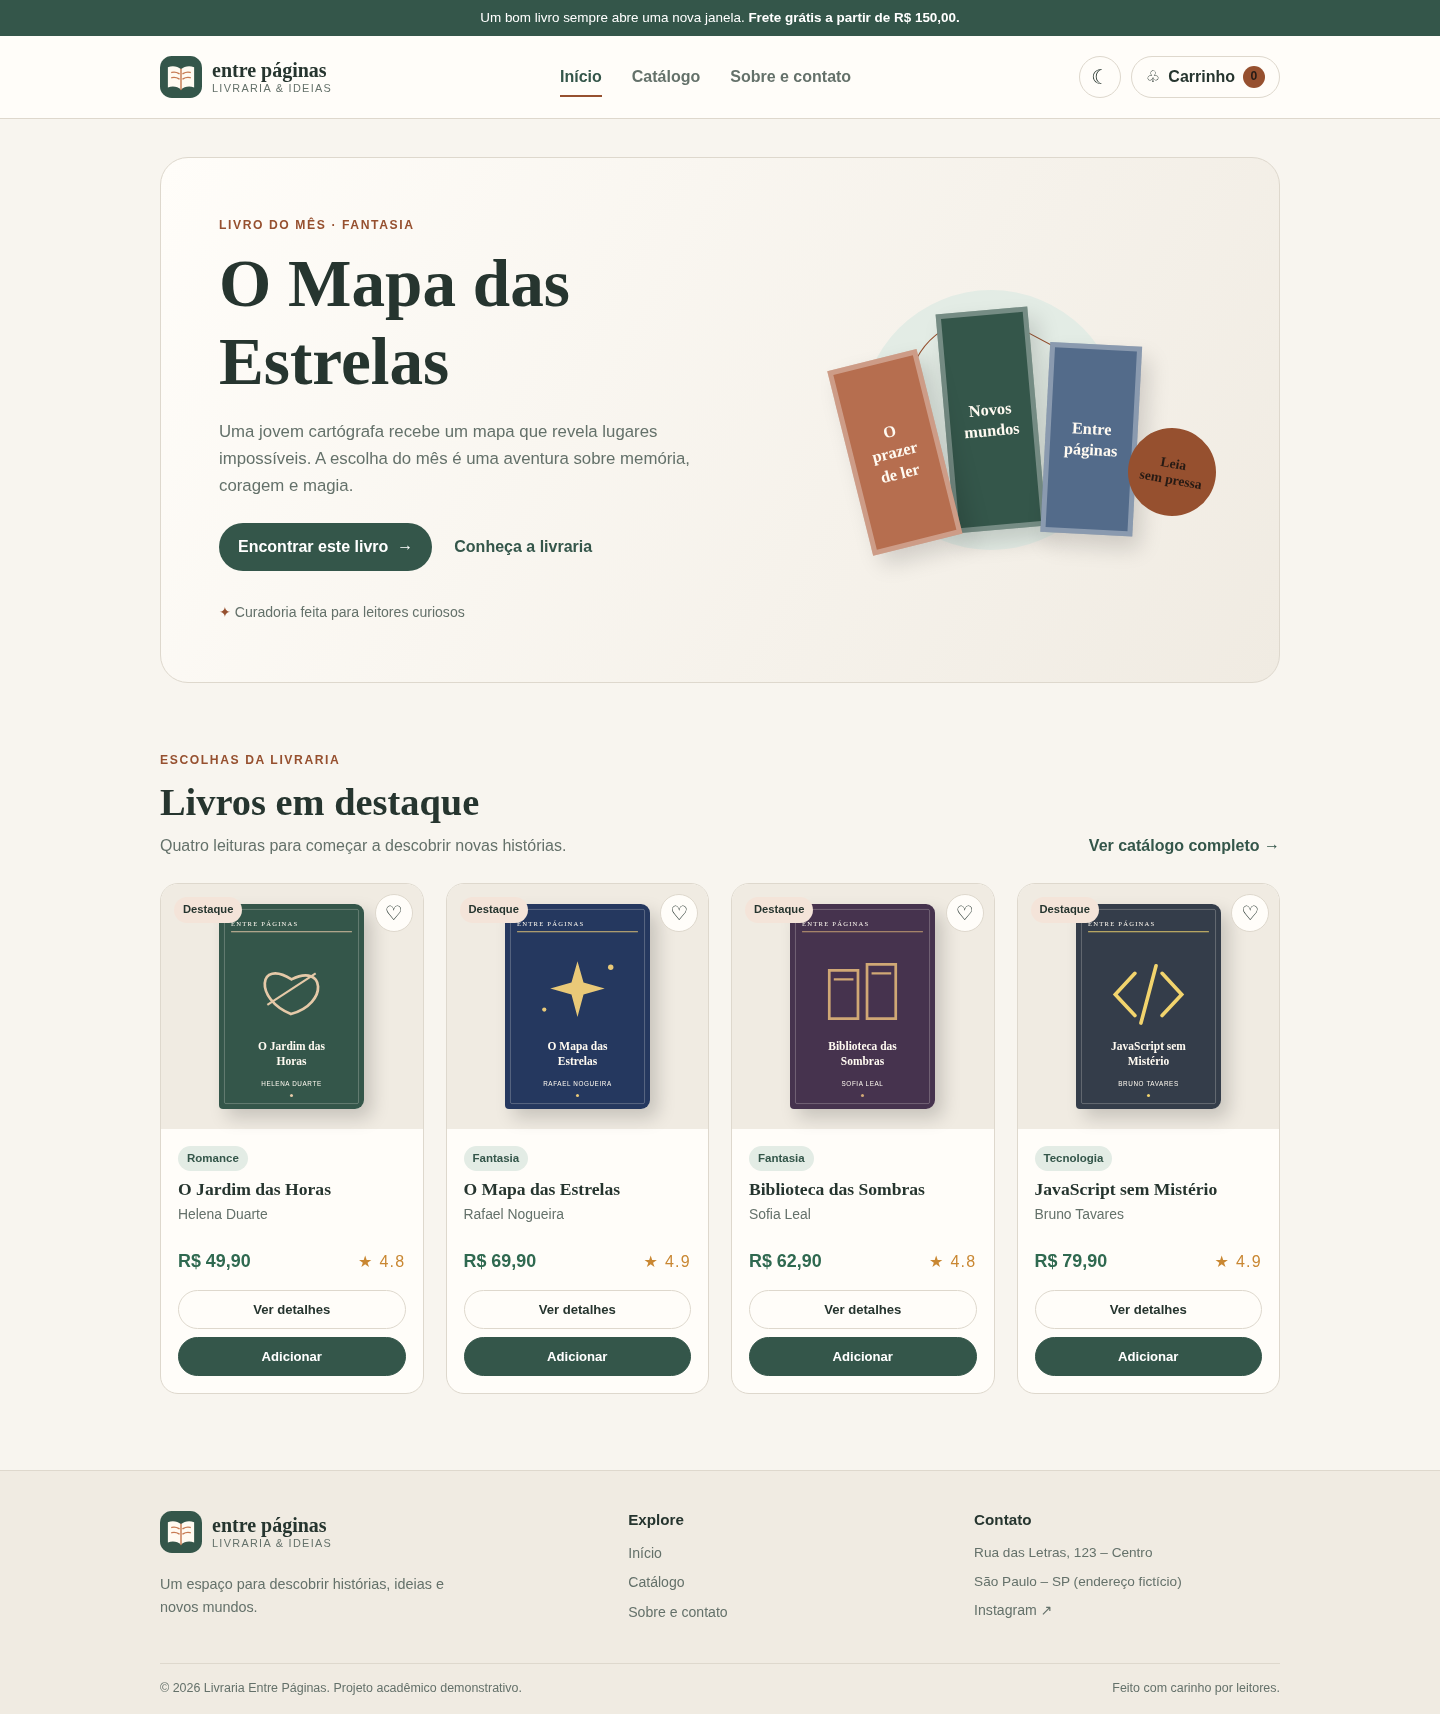 Um bom livro sempre abre uma nova janela. Frete grátis a partir de R$ 150,00.
entre páginas
LIVRARIA & IDEIAS
Início
Catálogo
Sobre e contato
Carrinho 0
LIVRO DO MÊS · FANTASIA
O Mapa das
Estrelas
Uma jovem cartógrafa recebe um mapa que revela lugares
impossíveis. A escolha do mês é uma aventura sobre memória,
coragem e magia.
Encontrar este livro →
Conheça a livraria
✦ Curadoria feita para leitores curiosos
O
prazer
de ler
Novos
mundos
Entre
páginas
Leia
sem pressa
ESCOLHAS DA LIVRARIA
Livros em destaque
Quatro leituras para começar a descobrir novas histórias.
Ver catálogo completo →
Destaque
ENTRE PÁGINAS
O Jardim das
Horas
HELENA DUARTE
Romance
O Jardim das Horas
Helena Duarte
R$ 49,90
★ 4.8
Ver detalhes
Adicionar
Destaque
ENTRE PÁGINAS
O Mapa das
Estrelas
RAFAEL NOGUEIRA
Fantasia
O Mapa das Estrelas
Rafael Nogueira
R$ 69,90
★ 4.9
Ver detalhes
Adicionar
Destaque
ENTRE PÁGINAS
Biblioteca das
Sombras
SOFIA LEAL
Fantasia
Biblioteca das Sombras
Sofia Leal
R$ 62,90
★ 4.8
Ver detalhes
Adicionar
Destaque
ENTRE PÁGINAS
JavaScript sem
Mistério
BRUNO TAVARES
Tecnologia
JavaScript sem Mistério
Bruno Tavares
R$ 79,90
★ 4.9
Ver detalhes
Adicionar
entre páginas
LIVRARIA & IDEIAS
Um espaço para descobrir histórias, ideias e
novos mundos.
Explore
Início
Catálogo
Sobre e contato
Contato
Rua das Letras, 123 – Centro
São Paulo – SP (endereço fictício)
Instagram ↗
© 2026 Livraria Entre Páginas. Projeto acadêmico demonstrativo.
Feito com carinho por leitores.